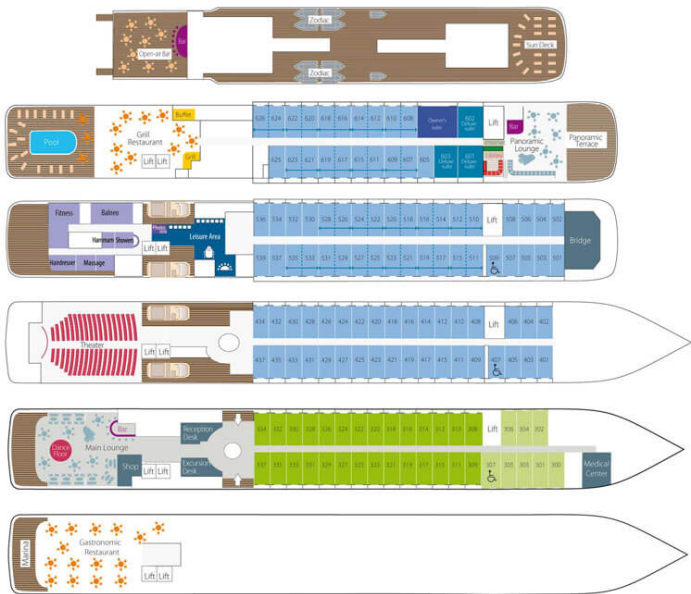 Zodiac
Open-air Bar
Bar
Sun Deck
Zodiac
Pool
Grill
Restaurant
Buffet
Grill
Lift Lift
626 624 622 620 618 616 614 612 610 608
Owner's
suite
602
Deluxe
suite
Lift
Bar
Panoramic
Lounge
Panoramic
Terrace
625 623 621 619 617 615 611 609 607 605
603
Deluxe
suite
601
Deluxe
suite
Fitness
Balneo
Hammam
Showers
Hairdresser
Massage
Photos
Lift Lift
Leisure Area
536 534 532 530 528 526 524 522 520 518 516 514 512 510
Lift
508 506 504 502
Bridge
539 537 535 533 531 529 527 525 523 521 519 517 515 511
509 507 505 503 501
Theater
Lift Lift
434 432 430 428 426 424 422 420 418 416 414 412 410 408
Lift
406 404 402
437 435 433 431 429 427 425 423 421 419 417 415 411 409
407 405 403 401
Dance
Floor
Main Lounge
Bar
Shop
Lift Lift
Reception
Desk
Excursion
Desk
334 332 330 328 324 322 320 318 316 314 312 310 308
Lift
306 304 302
337 335 331 329 327 325 323 321 319 317 315 311 309
307 305 303 301 300
Medical
Center
Marina
Gastronomic
Restaurant
Lift Lift